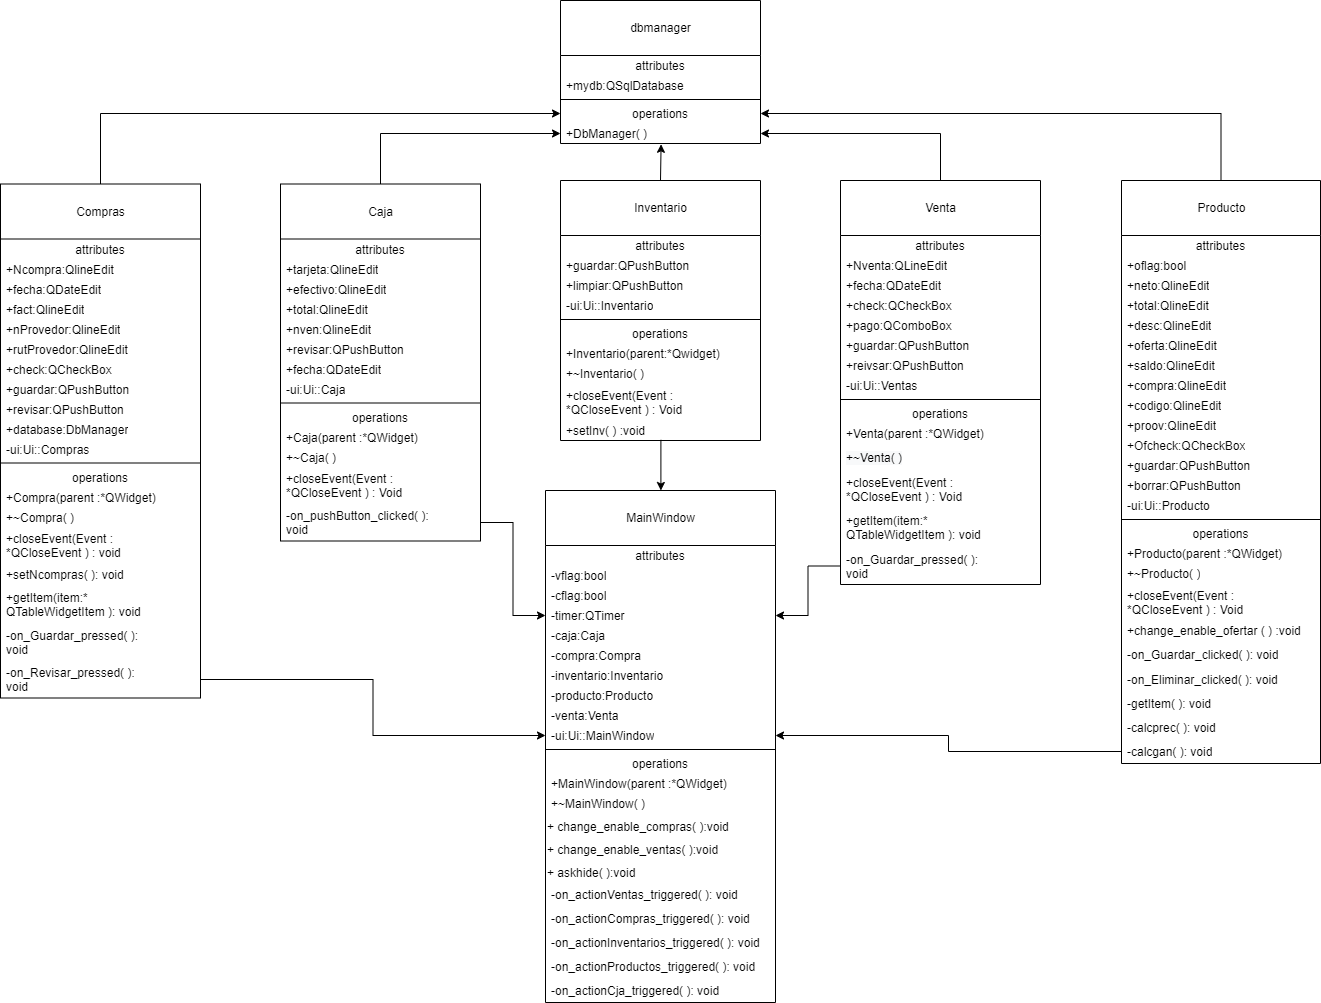 dbmanager
attributes
+mydb:QSqlDatabase
operations
+DbManager( )
Compras
attributes
+Ncompra:QlineEdit
+fecha:QDateEdit
+fact:QlineEdit
+nProvedor:QlineEdit
+rutProvedor:QlineEdit
+check:QCheckBox
+guardar:QPushButton
+revisar:QPushButton
+database:DbManager
-ui:Ui::Compras
operations
+Compra(parent :*QWidget)
+~Compra( )
+closeEvent(Event :
*QCloseEvent ) : void
+setNcompras( ): void
+getItem(item:*
QTableWidgetItem ): void
-on_Guardar_pressed( ):
void
-on_Revisar_pressed( ):
void
Caja
attributes
+tarjeta:QlineEdit
+efectivo:QlineEdit
+total:QlineEdit
+nven:QlineEdit
+revisar:QPushButton
+fecha:QDateEdit
-ui:Ui::Caja
operations
+Caja(parent :*QWidget)
+~Caja( )
+closeEvent(Event :
*QCloseEvent ) : Void
-on_pushButton_clicked( ):
void
Inventario
attributes
+guardar:QPushButton
+limpiar:QPushButton
-ui:Ui::Inventario
operations
+Inventario(parent:*Qwidget)
+~Inventario( )
+closeEvent(Event :
*QCloseEvent ) : Void
+setInv( ) :void
Venta
attributes
+Nventa:QLineEdit
+fecha:QDateEdit
+check:QCheckBox
+pago:QComboBox
+guardar:QPushButton
+reivsar:QPushButton
-ui:Ui::Ventas
operations
+Venta(parent :*QWidget)
+~Venta( )
+closeEvent(Event :
*QCloseEvent ) : Void
+getItem(item:*
QTableWidgetItem ): void
-on_Guardar_pressed( ):
void
Producto
attributes
+oflag:bool
+neto:QlineEdit
+total:QlineEdit
+desc:QlineEdit
+oferta:QlineEdit
+saldo:QlineEdit
+compra:QlineEdit
+codigo:QlineEdit
+proov:QlineEdit
+Ofcheck:QCheckBox
+guardar:QPushButton
+borrar:QPushButton
-ui:Ui::Producto
operations
+Producto(parent :*QWidget)
+~Producto( )
+closeEvent(Event :
*QCloseEvent ) : Void
+change_enable_ofertar ( ) :void
-on_Guardar_clicked( ): void
-on_Eliminar_clicked( ): void
-getItem( ): void
-calcprec( ): void
-calcgan( ): void
MainWindow
attributes
-vflag:bool
-cflag:bool
-timer:QTimer
-caja:Caja
-compra:Compra
-inventario:Inventario
-producto:Producto
-venta:Venta
-ui:Ui::MainWindow
operations
+MainWindow(parent :*QWidget)
+~MainWindow( )
+ change_enable_compras( ):void
+ change_enable_ventas( ):void
+ askhide( ):void
-on_actionVentas_triggered( ): void
-on_actionCompras_triggered( ): void
-on_actionInventarios_triggered( ): void
-on_actionProductos_triggered( ): void
-on_actionCja_triggered( ): void